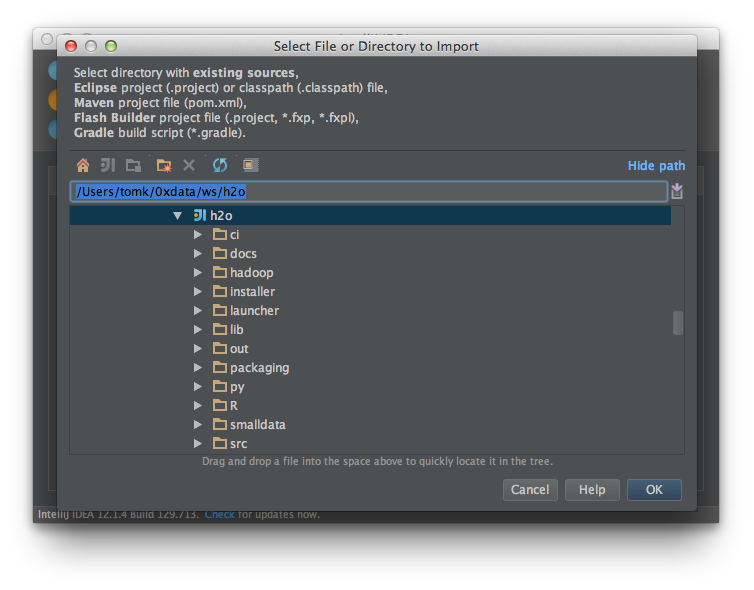 Select File or Directory to Import
Select directory with existing sources,
Eclipse project (.project) or classpath (.classpath) file,
Maven project file (pom.xml),
Flash Builder project file (.project, *.fxp, *.fxpl),
Gradle build script (*.gradle).
Hide path
/Users/tomk/0xdata/ws/h2o
h2o
ci
docs
hadoop
installer
launcher
lib
out
packaging
py
R
smalldata
src
Drag and drop a file into the space above to quickly locate it in the tree.
Cancel Help OK
IntelliJ IDEA 12.1.4 Build 129.713. Check for updates now.